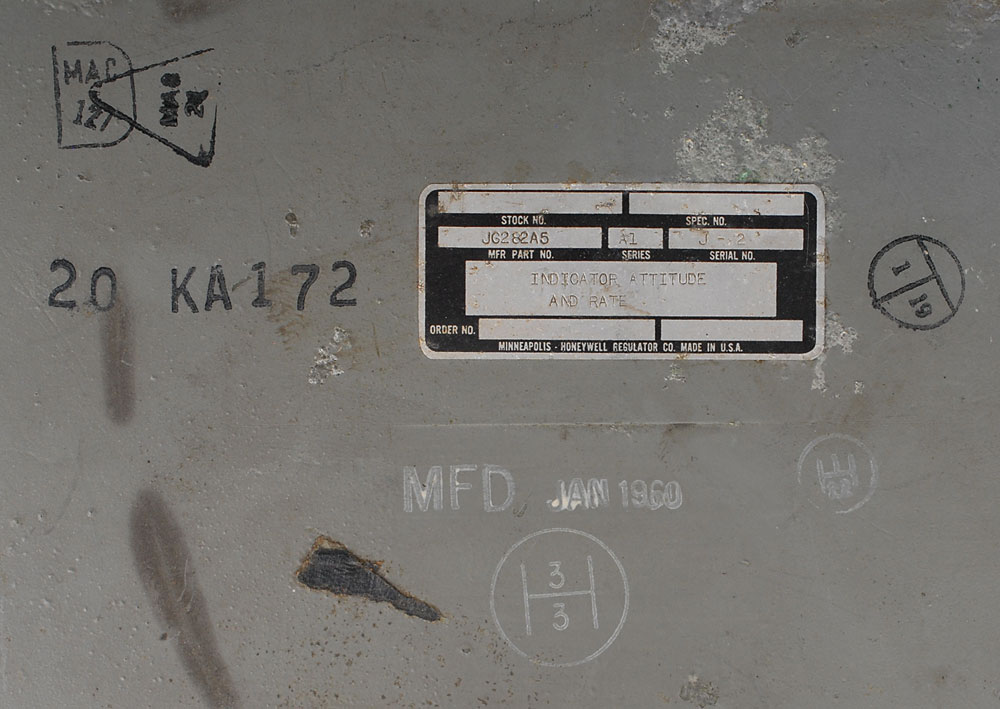 MAC
127
MAC
STOCK NO. SPEC. NO.
JG282A5 A1 J - 2
MFR PART NO. SERIES SERIAL NO.
INDICATOR ATTITUDE
AND RATE
ORDER NO.
MINNEAPOLIS - HONEYWELL REGULATOR CO. MADE IN U.S.A.
20 KA172
1
19
MFD JAN 1960
H
3
3